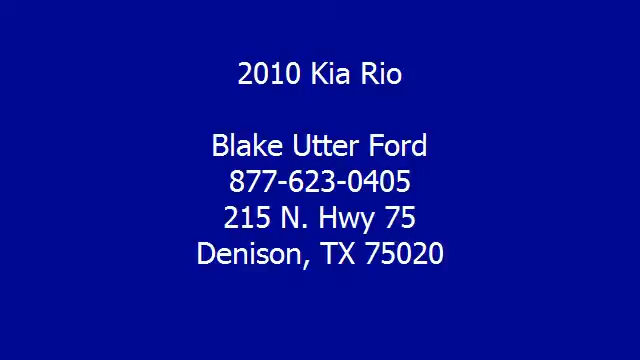 2010 Kia Rio
Blake Utter Ford
877-623-0405
215 N. Hwy 75
Denison, TX 75020